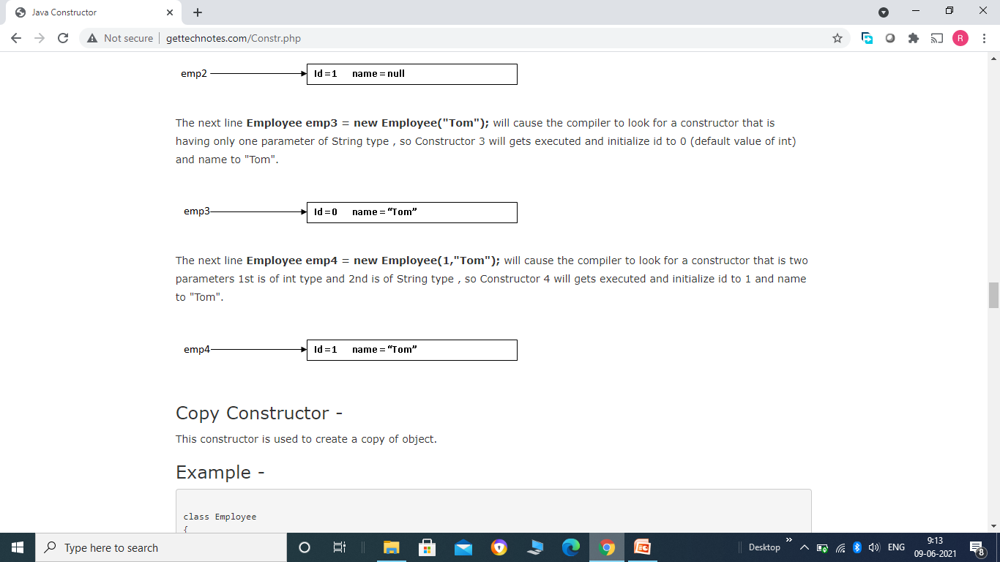 Java Constructor
Not secure gettechnotes.com/Constr.php
R
emp2 Id = 1 name = null
The next line Employee emp3 = new Employee("Tom"); will cause the compiler to look for a constructor that is
having only one parameter of String type , so Constructor 3 will gets executed and initialize id to 0 (default value of int)
and name to "Tom".
emp3 Id = 0 name = “Tom”
The next line Employee emp4 = new Employee(1,"Tom"); will cause the compiler to look for a constructor that is two
parameters 1st is of int type and 2nd is of String type , so Constructor 4 will gets executed and initialize id to 1 and name
to "Tom".
emp4 Id = 1 name = “Tom”
Copy Constructor -
This constructor is used to create a copy of object.
Example -
class Employee
{
Type here to search
Desktop
ENG
9:13
09-06-2021
8